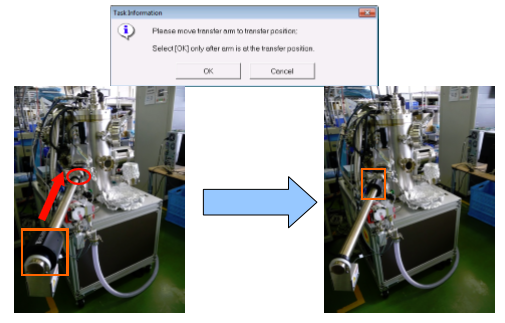 Task Information
Please move transfer arm to transfer position;
Select [OK] only after arm is at the transfer position.
OK
Cancel